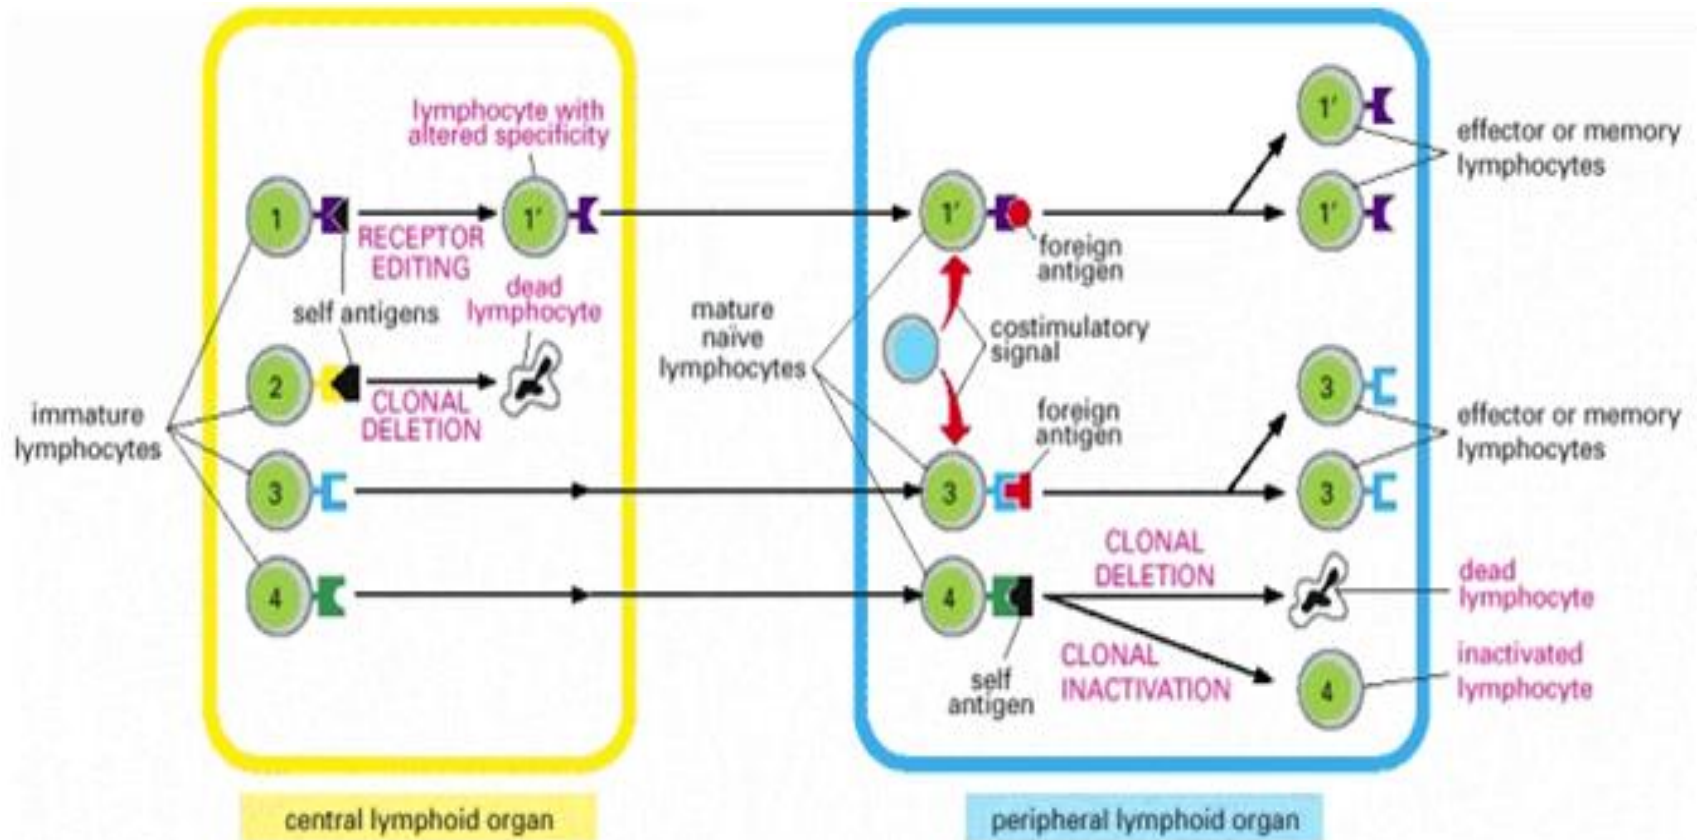 lymphocyte with
altered specificity
1
RECEPTOR
EDITING
1'
self antigens
dead
lymphocyte
2
CLONAL
DELETION
immature
lymphocytes
3
4
central lymphoid organ
mature
naïve
lymphocytes
1'
foreign
antigen
costimulatory
signal
foreign
antigen
3
4
self
antigen
CLONAL
DELETION
CLONAL
INACTIVATION
1'
1'
effector or memory
lymphocytes
3
3
effector or memory
lymphocytes
dead
lymphocyte
4
inactivated
lymphocyte
peripheral lymphoid organ